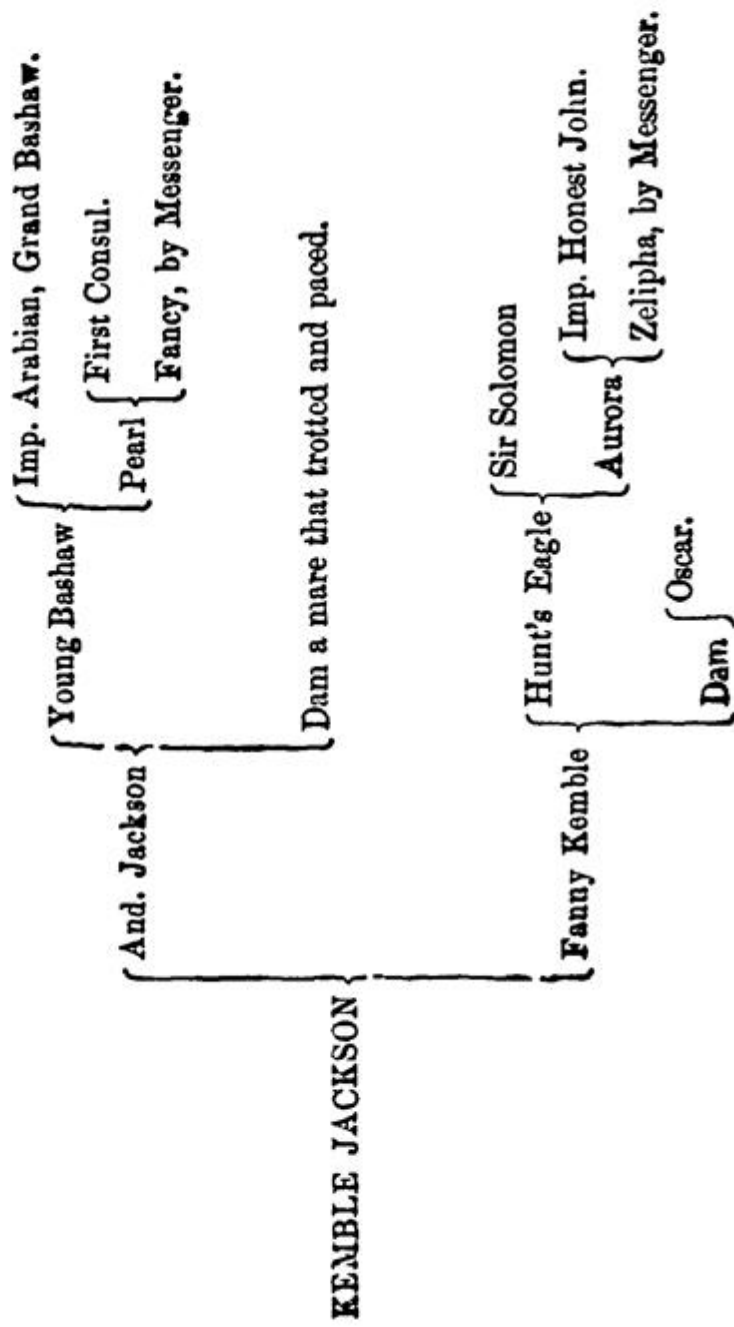 KEMBLE JACKSON
And. Jackson
Young Bashaw
Imp. Arabian, Grand Bashaw.
Pearl
First Consul.
Fancy, by Messenger.
Dam a mare that trotted and paced.
Fanny Kemble
Hunt's Eagle
Sir Solomon
Aurora
Imp. Honest John.
Zelipha, by Messenger.
Dam
Oscar.